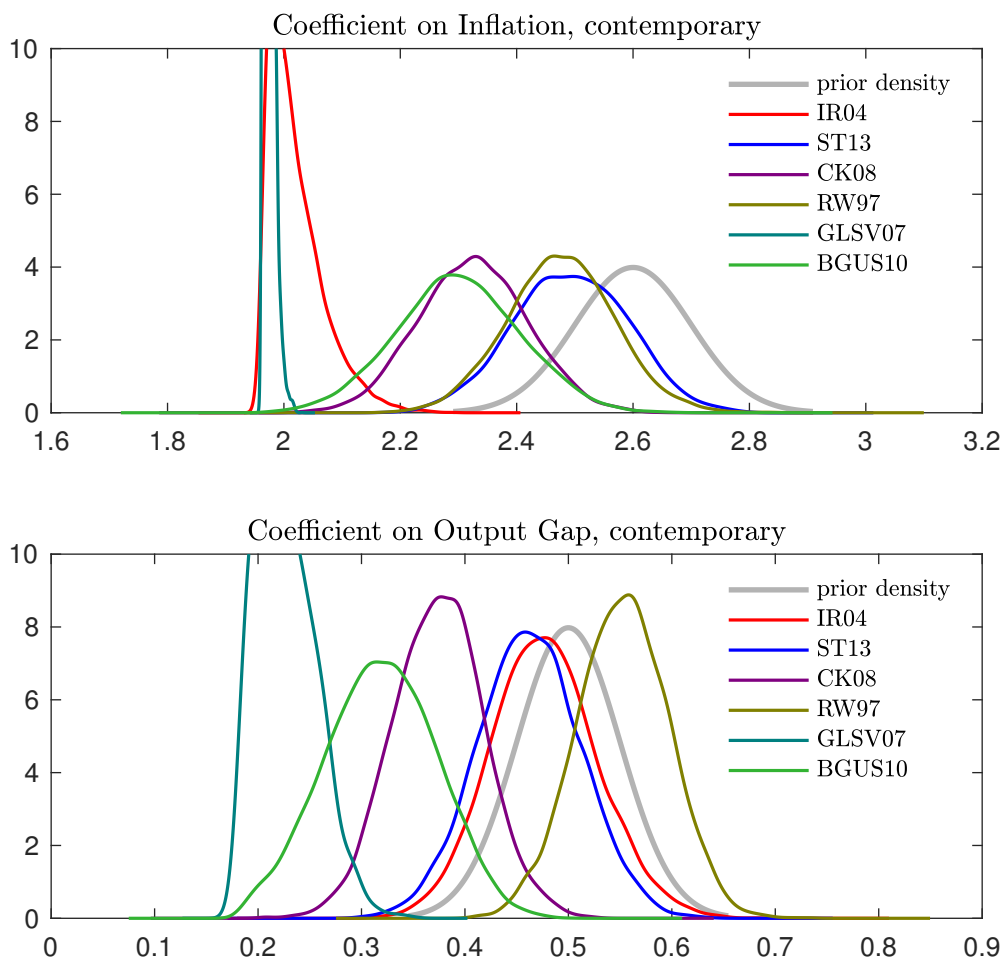 Coefficient on Inflation, contemporary
10
8
6
4
2
0
prior density
IR04
ST13
CK08
RW97
GLSV07
BGUS10
1.6 1.8 2 2.2 2.4 2.6 2.8 3 3.2
Coefficient on Output Gap, contemporary
10
8
6
4
2
0
prior density
IR04
ST13
CK08
RW97
GLSV07
BGUS10
0 0.1 0.2 0.3 0.4 0.5 0.6 0.7 0.8 0.9